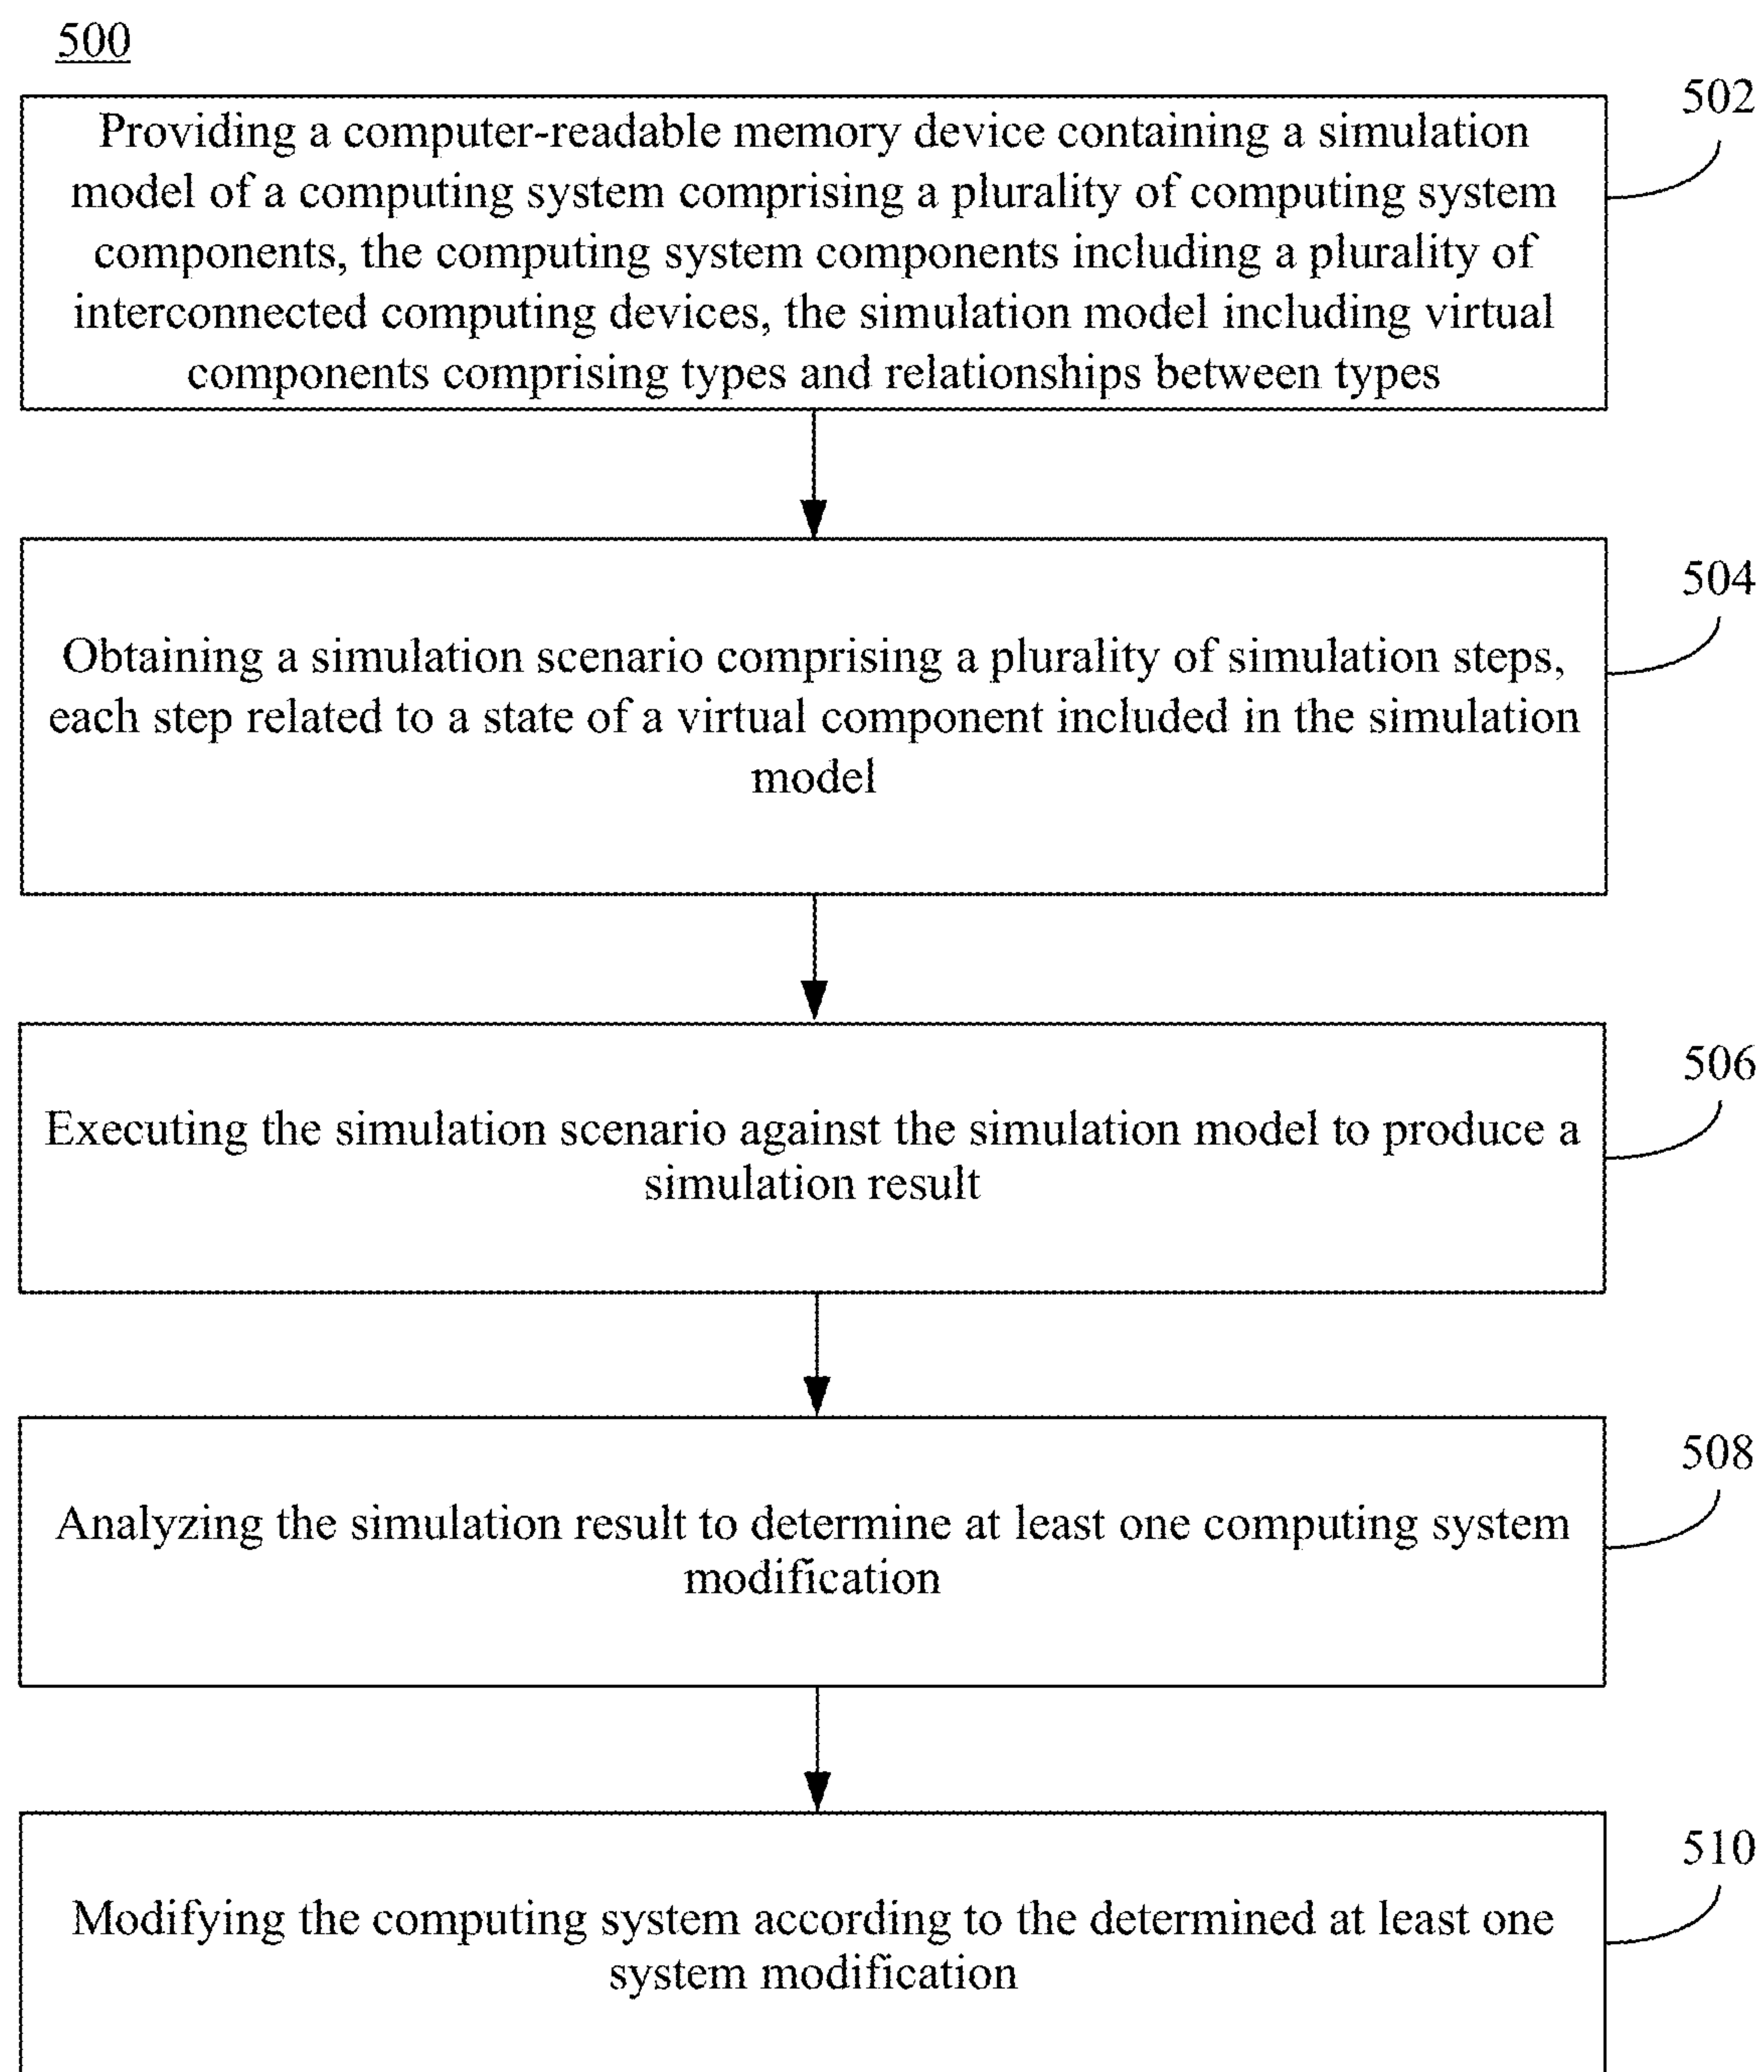 500
502
Providing a computer-readable memory device containing a simulation
model of a computing system comprising a plurality of computing system
components, the computing system components including a plurality of
interconnected computing devices, the simulation model including virtual
components comprising types and relationships between types
504
Obtaining a simulation scenario comprising a plurality of simulation steps,
each step related to a state of a virtual component included in the simulation
model
506
Executing the simulation scenario against the simulation model to produce a
simulation result
508
Analyzing the simulation result to determine at least one computing system
modification
510
Modifying the computing system according to the determined at least one
system modification